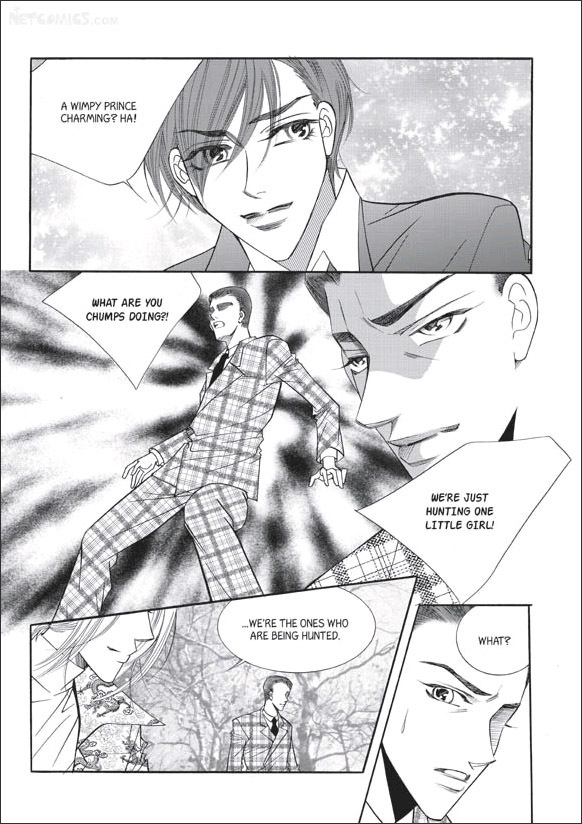 NETCOMICS.COM
A WIMPY PRINCE
CHARMING? HA!
WHAT ARE YOU
CHUMPS DOING?!
WE'RE JUST
HUNTING ONE
LITTLE GIRL!
...WE'RE THE ONES WHO
ARE BEING HUNTED.
WHAT?